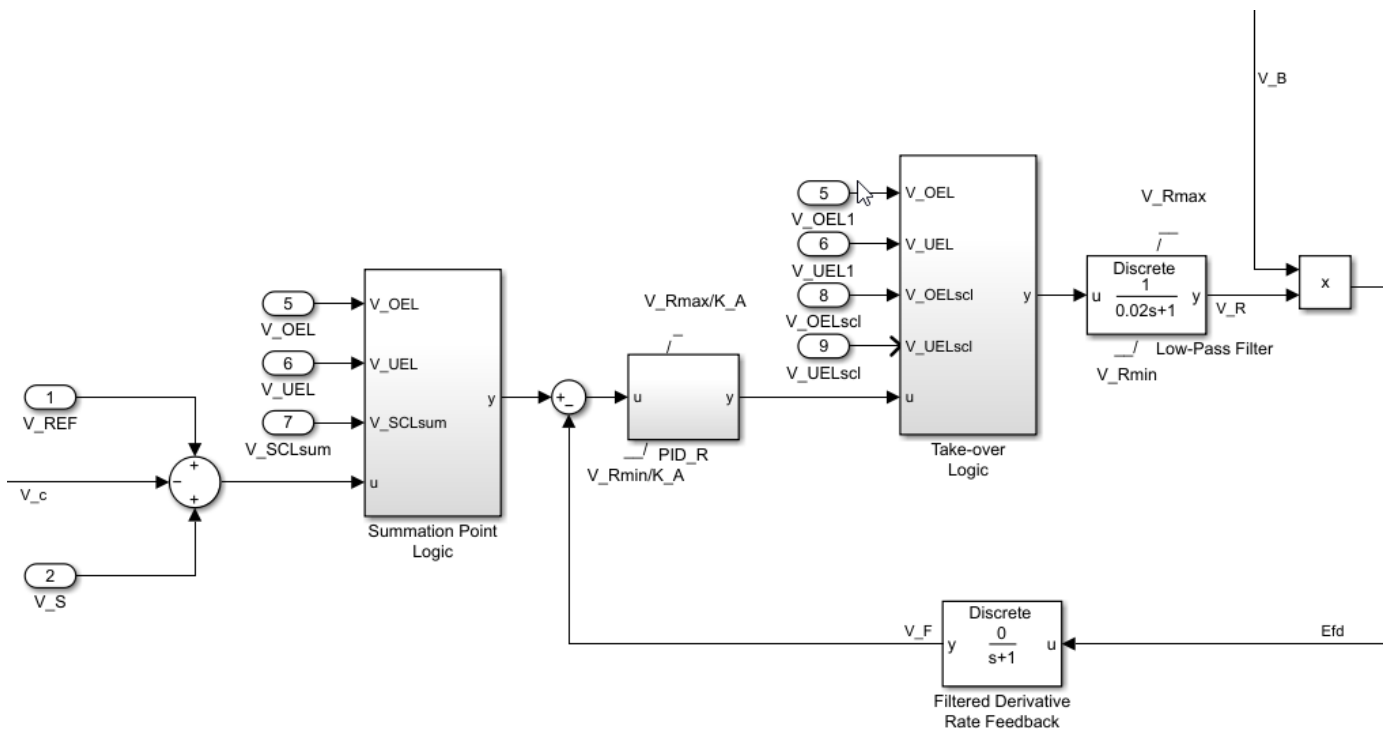 V_B
5
V_OEL1
V_OEL
6
V_UEL1
V_UEL
8
V_OELscl
V_OELscl
9
V_UELscl
V_UELscl
u
y
Take-over
Logic
V_Rmax
Discrete
u
1
0.02s+1
y
V_R
Low-Pass Filter
V_Rmin
x
5
V_OEL
V_OEL
6
V_UEL
V_UEL
7
V_SCLsum
V_SCLsum
u
y
Summation Point
Logic
1
V_REF
V_c
2
V_S
+
−
+
+
-
V_Rmax/K_A
u
y
PID_R
V_Rmin/K_A
V_F
Discrete
y
0
s+1
u
Efd
Filtered Derivative
Rate Feedback